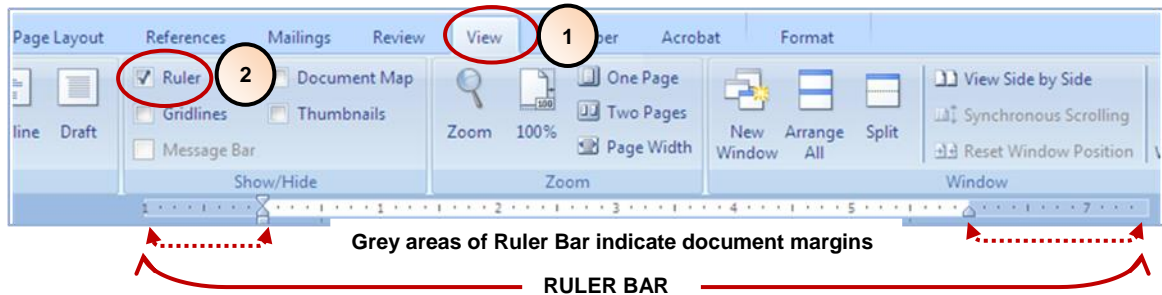 Page Layout References Mailings Review View 1 per Acrobat Format
Ruler 2 Document Map One Page View Side by Side
Gridlines Thumbnails 100 Two Pages Synchronous Scrolling
line Draft Message Bar Zoom 100% Page Width New Window Arrange All Split Reset Window Position
Show/Hide Zoom Window
1 1 2 3 4 5 7
Grey areas of Ruler Bar indicate document margins
RULER BAR